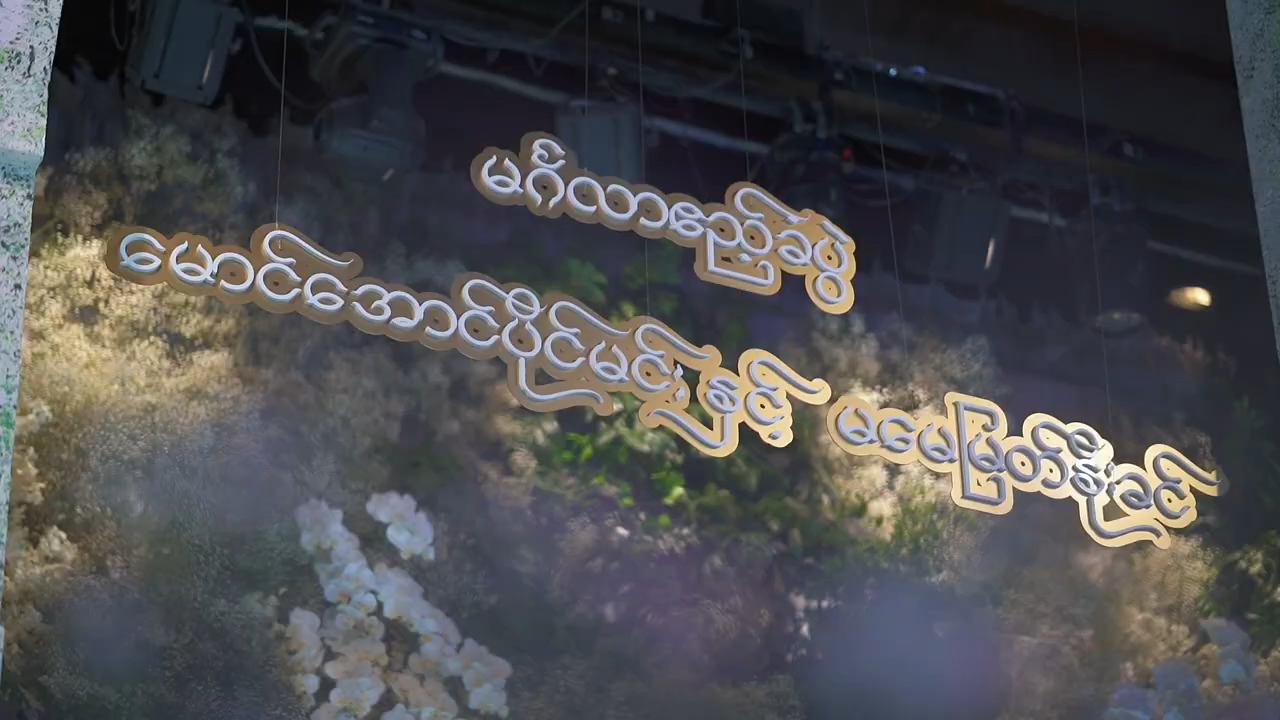 မင်္ဂလာဧည့်ခံပွဲ
မောင်အောင်ပိုင်မင်း နှင့် မမေမြတ်နိုးခင်